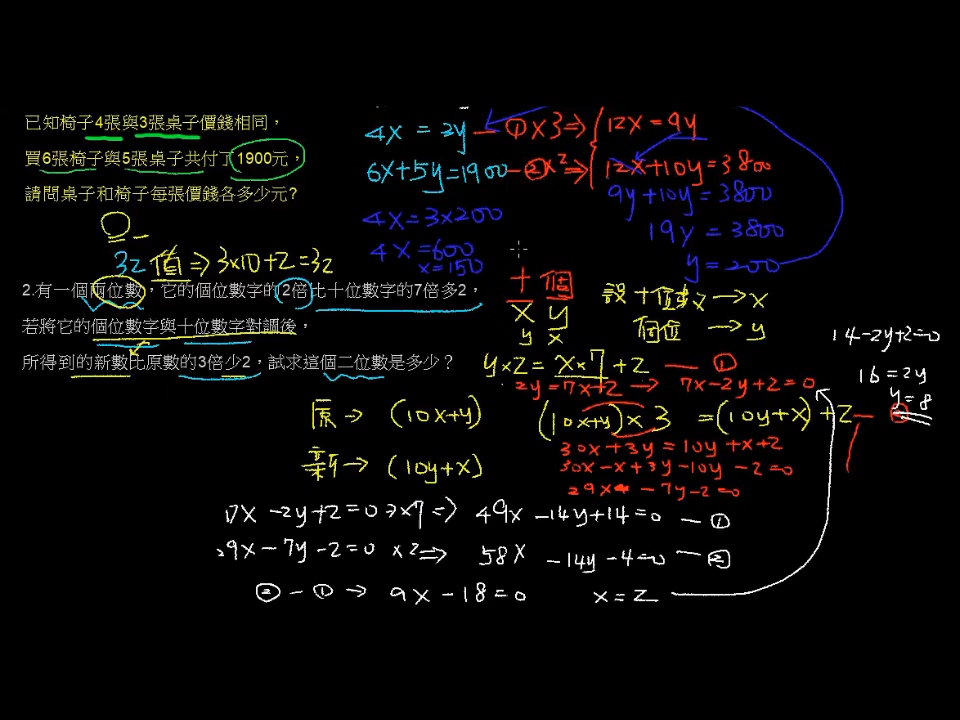 已知椅子4張與3張桌子價錢相同，
買6張椅子與5張桌子共付了1900元，
請問桌子和椅子每張價錢各多少元?
4X = 2y — ①X3 ⇒ 12X = 9y
6X+5y=1900 — ②X2 ⇒ 12X+10y=3800
9y+10y=3800
19y = 3800
y = 200
4X=3x200
4X=600
x=150
32 值 ⇒ 3x10+2=32
2.有一個兩位數，它的個位數字的2倍比十位數字的7倍多2，
若將它的個位數字與十位數字對調後，
所得到的新數比原數的3倍少2，試求這個二位數是多少？
十 個
X y
y x
設 十位 → x
個位 → y
yx2 = Xx7 + 2 — ①
2y = 7x+2 → 7x-2y+2=0
原 → (10x+y)
新 → (10y+x)
(10x+y)x3 = (10y+x)+2 — ②
30x+3y=10y+x+2
30x-x+3y-10y-2=0
29x - 7y-2=0
7X -2y+2=0 x7 ⇒ 49x -14y+14=0 — ①
29x-7y-2=0 x2 ⇒ 58X -14y-4=0 — ②
② - ① → 9x-18=0 x=2
14-2y+2=0
16=2y
y=8